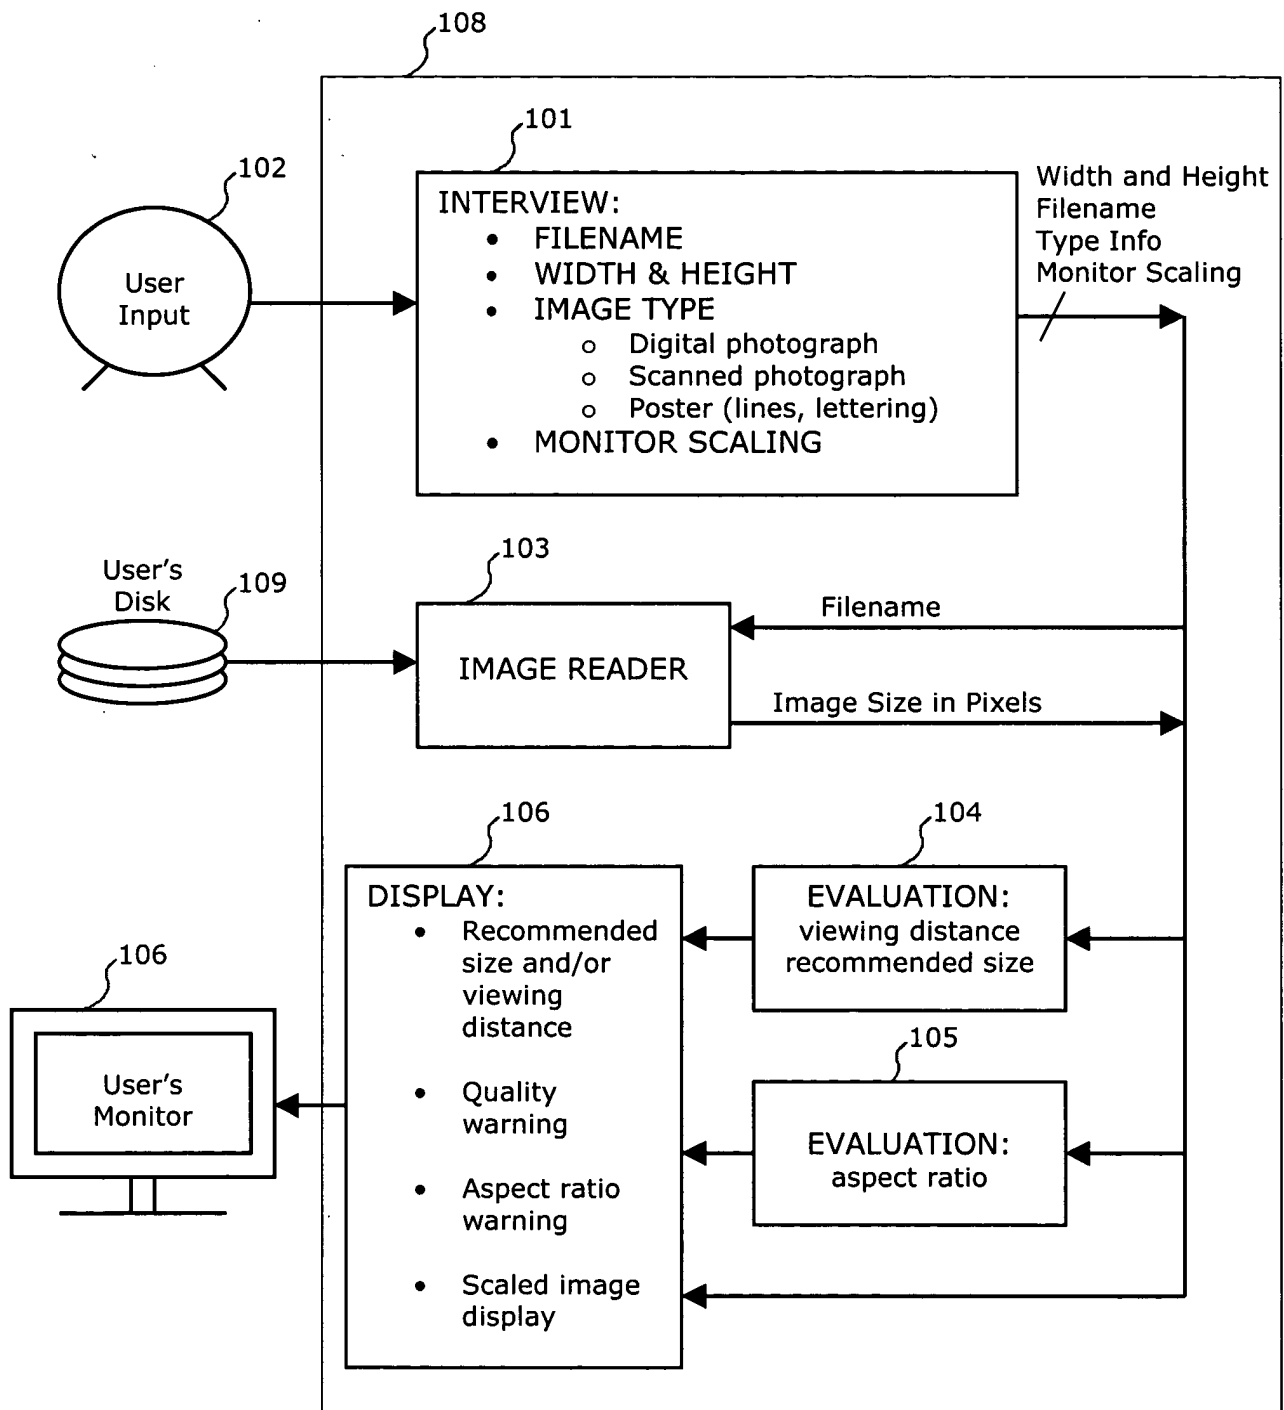 108
101
102
INTERVIEW:
• FILENAME
• WIDTH & HEIGHT
• IMAGE TYPE
o Digital photograph
o Scanned photograph
o Poster (lines, lettering)
• MONITOR SCALING
Width and Height
Filename
Type Info
Monitor Scaling
User
Input
103
User's
Disk
109
IMAGE READER
Filename
Image Size in Pixels
106
104
DISPLAY:
• Recommended
size and/or
viewing
distance
• Quality
warning
• Aspect ratio
warning
• Scaled image
display
EVALUATION:
viewing distance
recommended size
106
User's
Monitor
105
EVALUATION:
aspect ratio